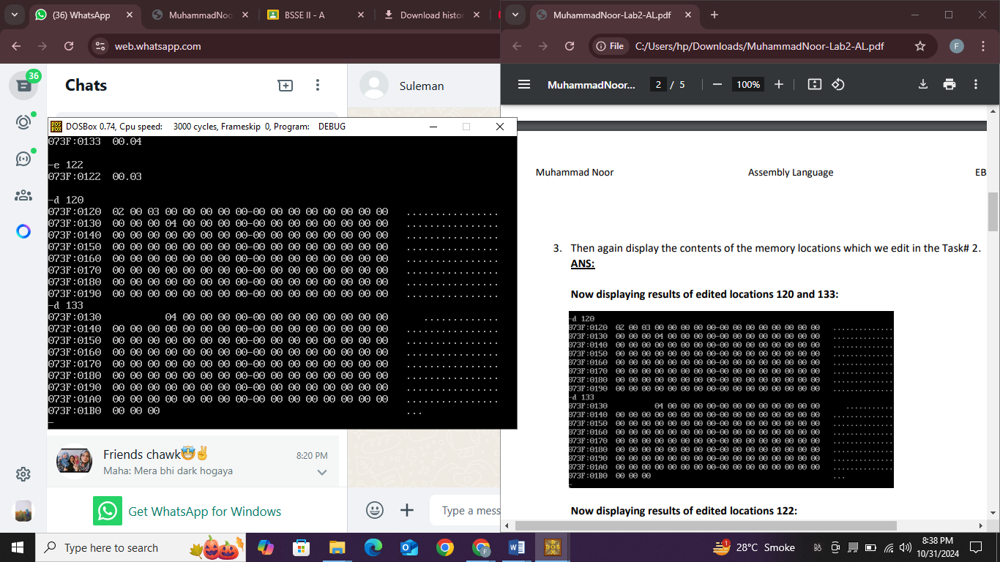 (36) WhatsApp
MuhammadNoo
BSSE II - A
Download histor
web.whatsapp.com
36
Chats
Suleman
DOSBox 0.74, Cpu speed: 3000 cycles, Frameskip 0, Program: DEBUG
073F:0133 00.04
-e 122
073F:0122 00.03
-d 120
073F:0120 02 00 03 00 00 00 00 00-00 00 00 00 00 00 00 00 ................
073F:0130 00 00 00 04 00 00 00 00-00 00 00 00 00 00 00 00 ................
073F:0140 00 00 00 00 00 00 00 00-00 00 00 00 00 00 00 00 ................
073F:0150 00 00 00 00 00 00 00 00-00 00 00 00 00 00 00 00 ................
073F:0160 00 00 00 00 00 00 00 00-00 00 00 00 00 00 00 00 ................
073F:0170 00 00 00 00 00 00 00 00-00 00 00 00 00 00 00 00 ................
073F:0180 00 00 00 00 00 00 00 00-00 00 00 00 00 00 00 00 ................
073F:0190 00 00 00 00 00 00 00 00-00 00 00 00 00 00 00 00 ................
-d 133
073F:0130 04 00 00 00 00-00 00 00 00 00 00 00 00 .............
073F:0140 00 00 00 00 00 00 00 00-00 00 00 00 00 00 00 00 ................
073F:0150 00 00 00 00 00 00 00 00-00 00 00 00 00 00 00 00 ................
073F:0160 00 00 00 00 00 00 00 00-00 00 00 00 00 00 00 00 ................
073F:0170 00 00 00 00 00 00 00 00-00 00 00 00 00 00 00 00 ................
073F:0180 00 00 00 00 00 00 00 00-00 00 00 00 00 00 00 00 ................
073F:0190 00 00 00 00 00 00 00 00-00 00 00 00 00 00 00 00 ................
073F:01A0 00 00 00 00 00 00 00 00-00 00 00 00 00 00 00 00 ................
073F:01B0 00 00 00 ...
-
Friends chawk🤩✌
8:20 PM
Maha: Mera bhi dark hogaya
Get WhatsApp for Windows
Type a mess
MuhammadNoor-Lab2-AL.pdf
File C:/Users/hp/Downloads/MuhammadNoor-Lab2-AL.pdf
F
MuhammadNoor... 2 / 5 100%
Muhammad Noor Assembly Language EB
3. Then again display the contents of the memory locations which we edit in the Task# 2.
ANS:
Now displaying results of edited locations 120 and 133:
-d 120
073F:0120 02 00 03 00 00 00 00 00-00 00 00 00 00 00 00 00 ..............
073F:0130 00 00 00 04 00 00 00 00-00 00 00 00 00 00 00 00 ..............
073F:0140 00 00 00 00 00 00 00 00-00 00 00 00 00 00 00 00 ..............
073F:0150 00 00 00 00 00 00 00 00-00 00 00 00 00 00 00 00 ..............
073F:0160 00 00 00 00 00 00 00 00-00 00 00 00 00 00 00 00 ..............
073F:0170 00 00 00 00 00 00 00 00-00 00 00 00 00 00 00 00 ..............
073F:0180 00 00 00 00 00 00 00 00-00 00 00 00 00 00 00 00 ..............
073F:0190 00 00 00 00 00 00 00 00-00 00 00 00 00 00 00 00 ..............
-d 133
073F:0130 04 00 00 00 00-00 00 00 00 00 00 00 00 ...........
073F:0140 00 00 00 00 00 00 00 00-00 00 00 00 00 00 00 00 ..............
073F:0150 00 00 00 00 00 00 00 00-00 00 00 00 00 00 00 00 ..............
073F:0160 00 00 00 00 00 00 00 00-00 00 00 00 00 00 00 00 ..............
073F:0170 00 00 00 00 00 00 00 00-00 00 00 00 00 00 00 00 ..............
073F:0180 00 00 00 00 00 00 00 00-00 00 00 00 00 00 00 00 ..............
073F:0190 00 00 00 00 00 00 00 00-00 00 00 00 00 00 00 00 ..............
073F:01A0 00 00 00 00 00 00 00 00-00 00 00 00 00 00 00 00 ..............
073F:01B0 00 00 00 ...
-
Now displaying results of edited locations 122:
Type here to search
28°C Smoke
8:38 PM
10/31/2024